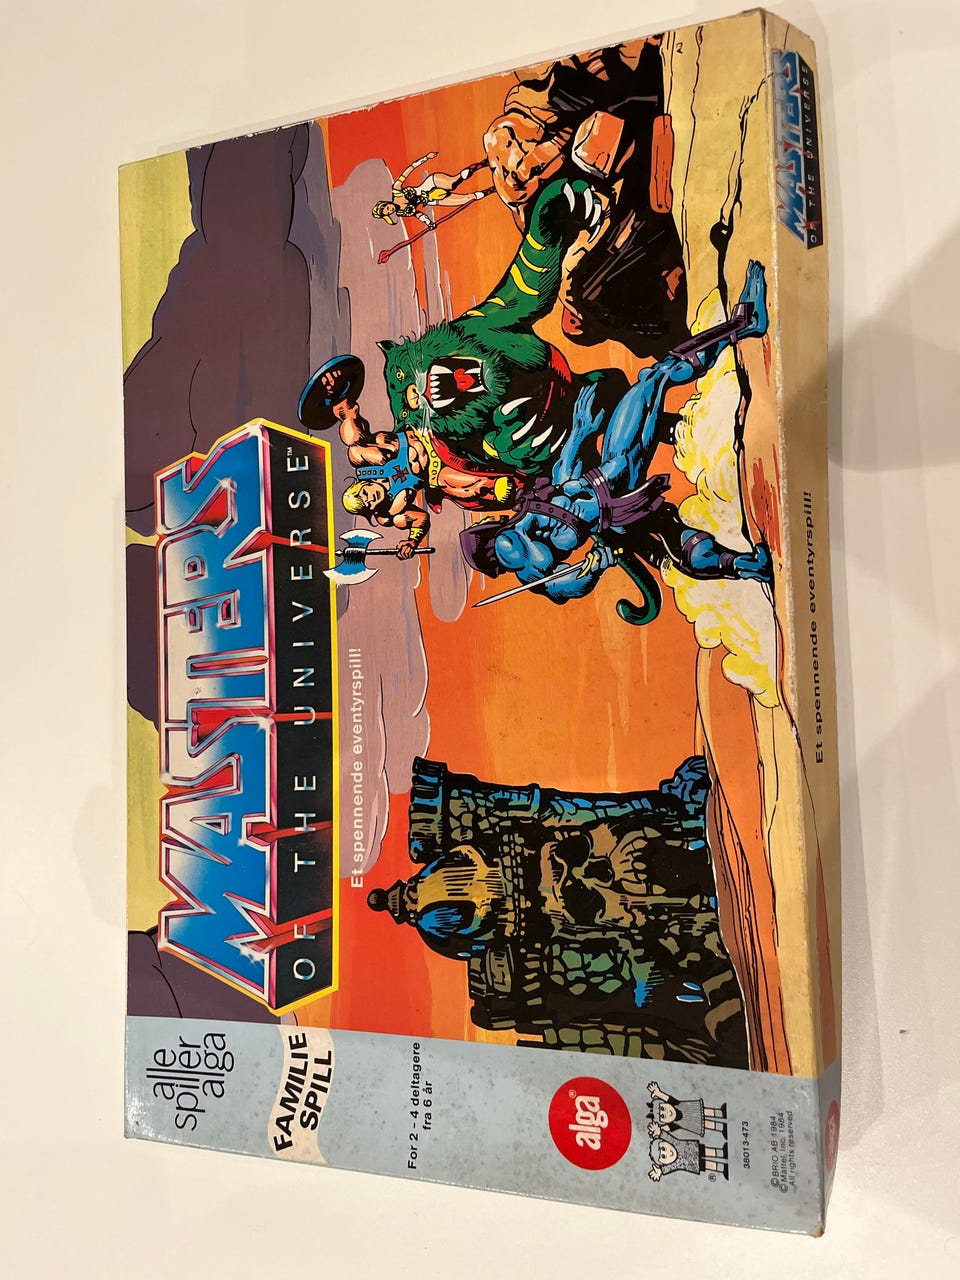 alle
spiller
alga
FAMILIE
SPILL
For 2 - 4 deltagere
fra 6 år
alga®
®
38013-473
© BRIO AB 1984
© Mattel, Inc. 1984
All rights reserved
MASTERS
OF THE UNIVERSE™
Et spennende eventyrspill!
Et spennende eventyrspill!
MASTERS
OF THE UNIVERSE